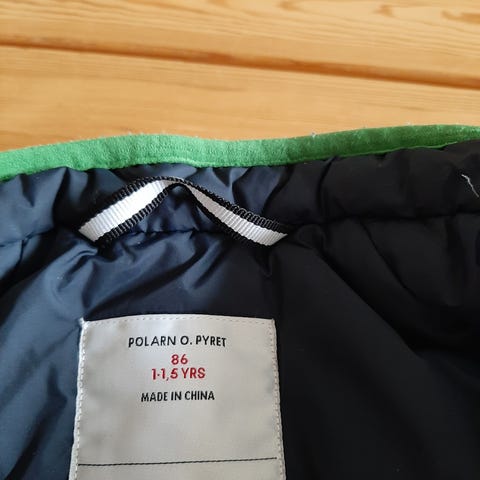 POLARN O. PYRET
86
1-1,5 YRS
MADE IN CHINA